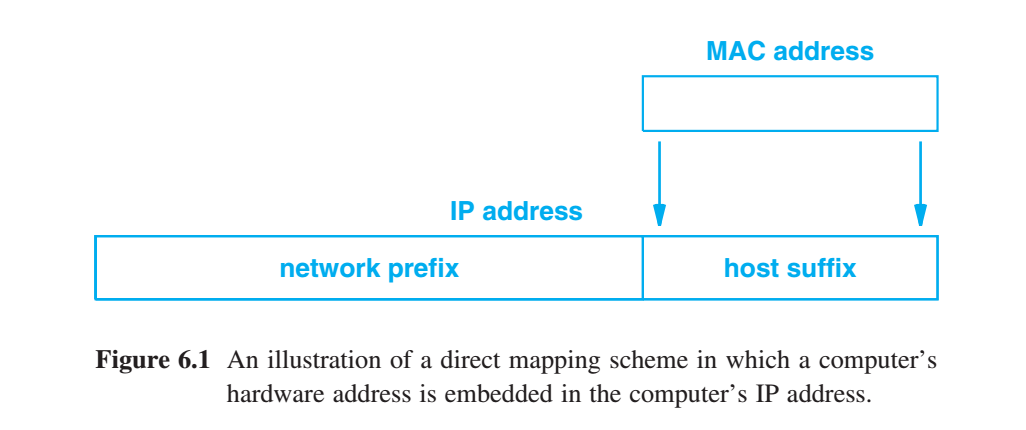 MAC address
IP address
network prefix
host suffix
Figure 6.1 An illustration of a direct mapping scheme in which a computer’s
hardware address is embedded in the computer’s IP address.